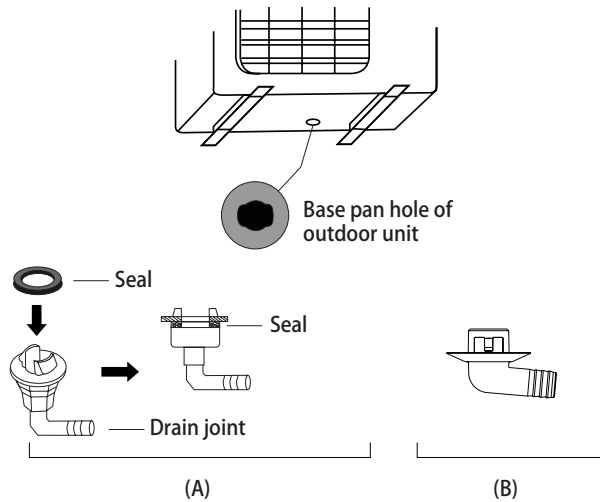 Base pan hole of
outdoor unit
Seal
Seal
Drain joint
(A)
(B)